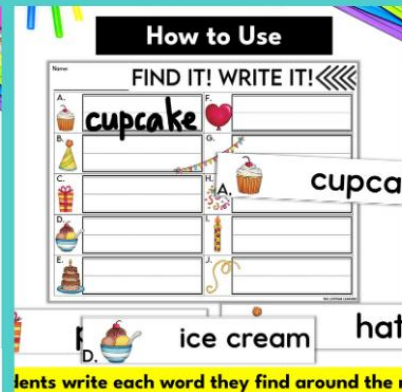 How to Use
Name:
FIND IT! WRITE IT!
A.
cupcake
F.
B.
G.
C.
H.
A.
cupca
D.
I.
E.
J.
D.
ice cream
hat
dents write each word they find around the